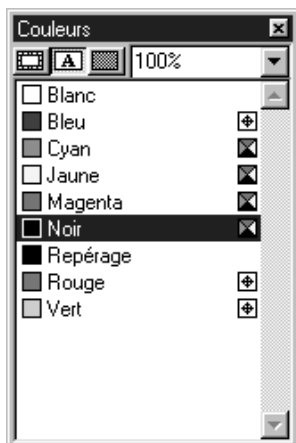 Couleurs
A 100%
Blanc
Bleu
Cyan
Jaune
Magenta
Noir
Repérage
Rouge
Vert